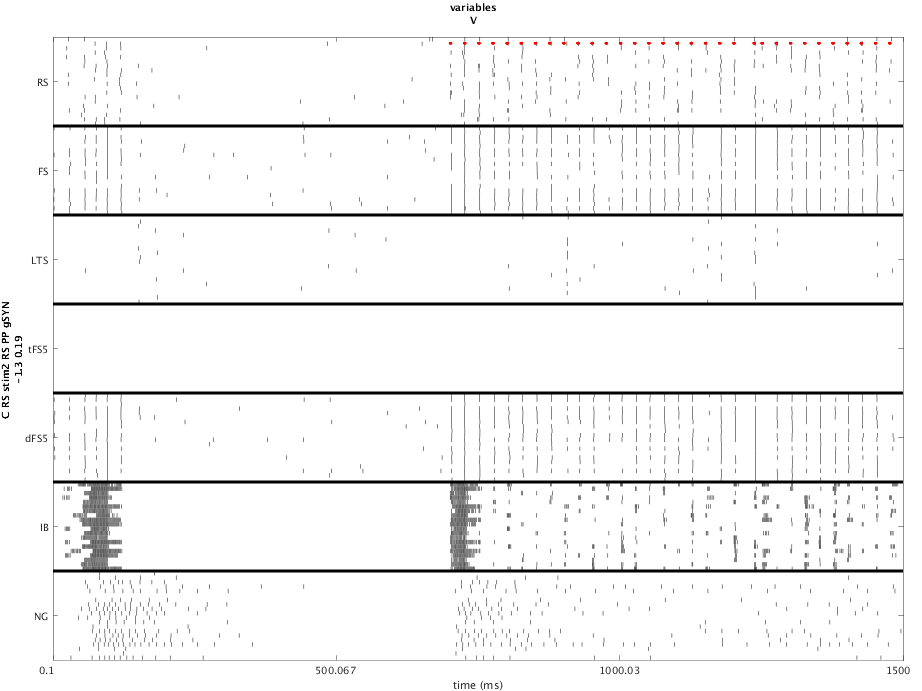 variables
V
RS
FS
LTS
tFS5
dFS5
IB
NG
C RS stim2 RS PP gSYN
-1.3 0.19
0.1
500.067
1000.03
1500
time (ms)